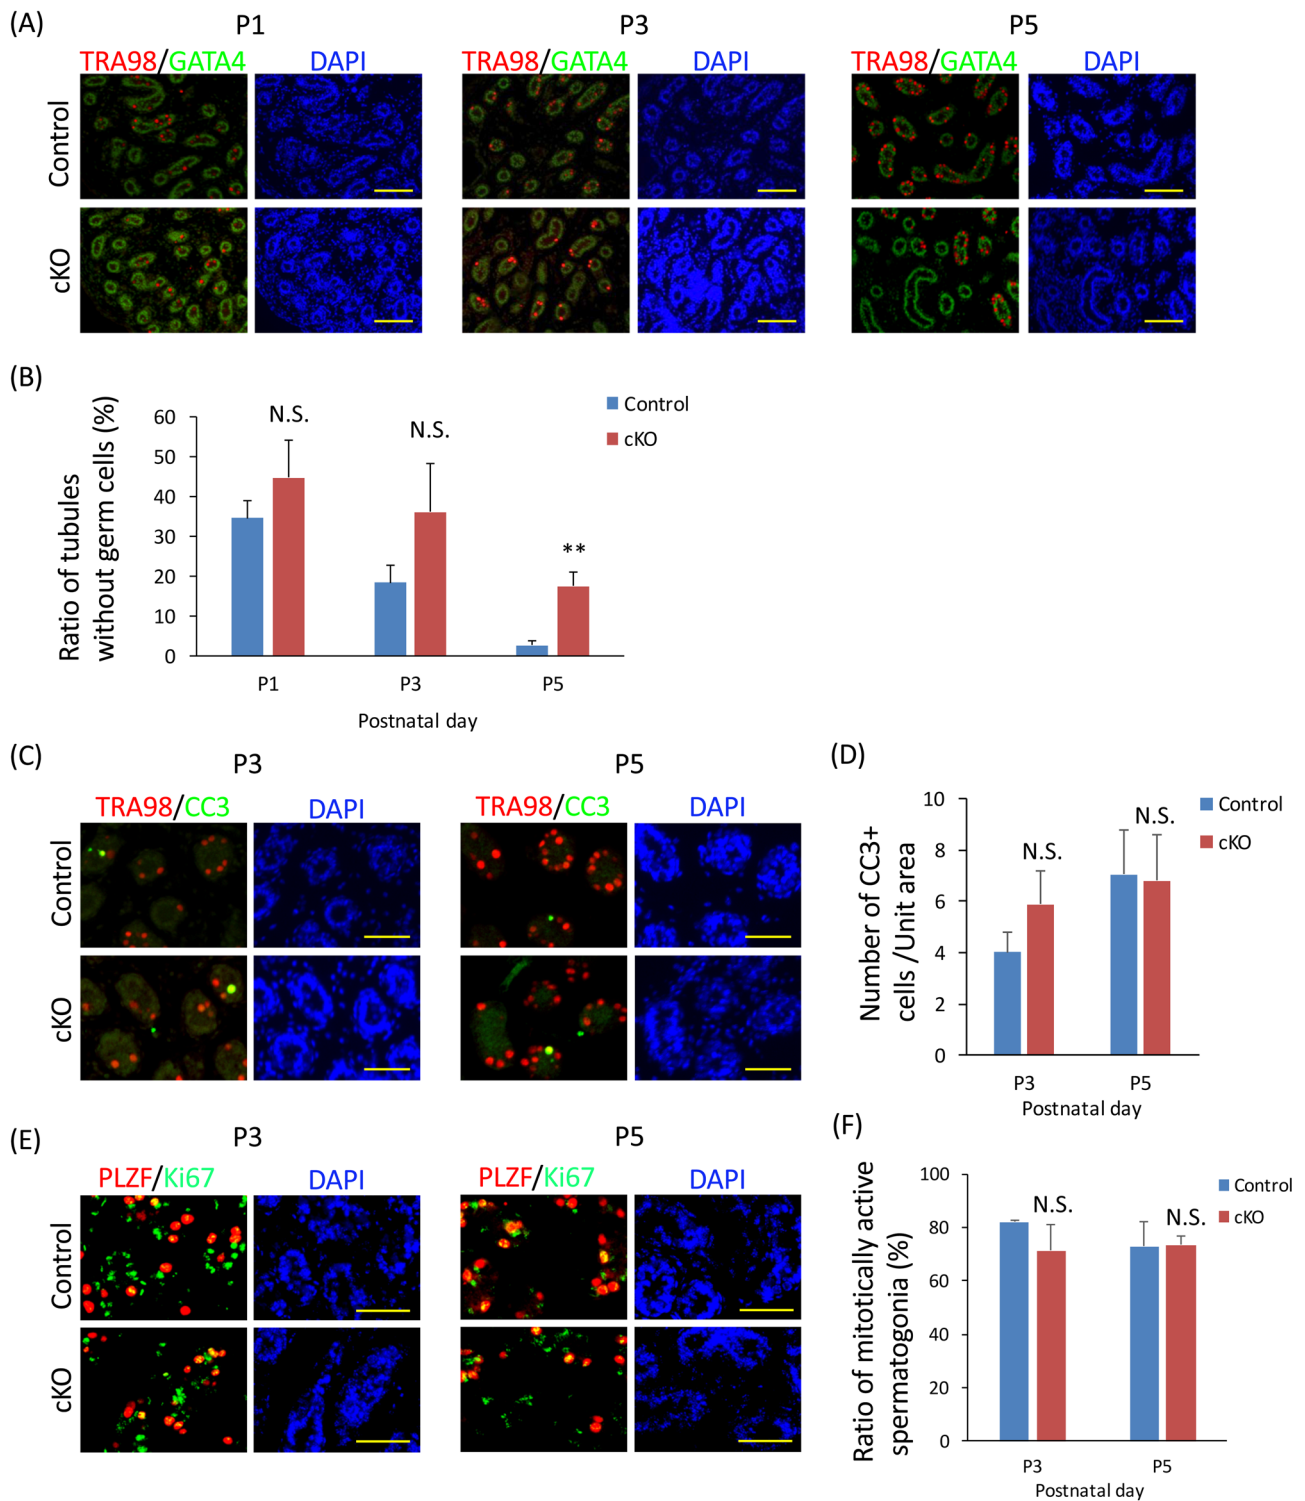 (A)
P1 P3 P5
TRA98/GATA4 DAPI TRA98/GATA4 DAPI TRA98/GATA4 DAPI
Control
cKO
(B)
Ratio of tubules
without germ cells (%)
60
50
40
30
20
10
0
N.S.
N.S.
**
Control
cKO
P1 P3 P5
Postnatal day
(C)
P3 P5
TRA98/CC3 DAPI TRA98/CC3 DAPI
Control
cKO
(D)
Number of CC3+
cells /Unit area
10
8
6
4
2
0
N.S.
N.S.
Control
cKO
P3 P5
Postnatal day
(E)
P3 P5
PLZF/Ki67 DAPI PLZF/Ki67 DAPI
Control
cKO
(F)
Ratio of mitotically active
spermatogonia (%)
100
80
60
40
20
0
N.S.
N.S.
Control
cKO
P3 P5
Postnatal day